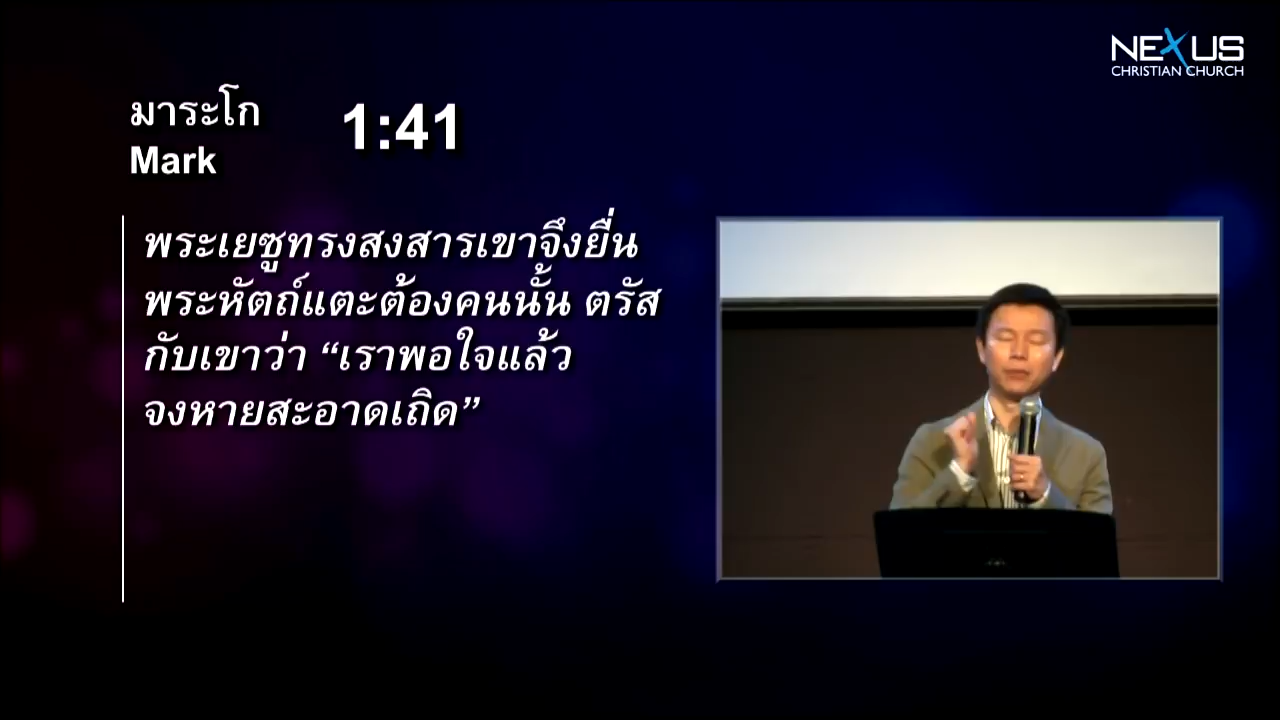 NEXUS
CHRISTIAN CHURCH
มาระโก
Mark
1:41
พระเยซูทรงสงสารเขาจึงยื่น
พระหัตถ์แตะต้องคนนั้น ตรัส
กับเขาว่า “เราพอใจแล้ว
จงหายสะอาดเถิด”